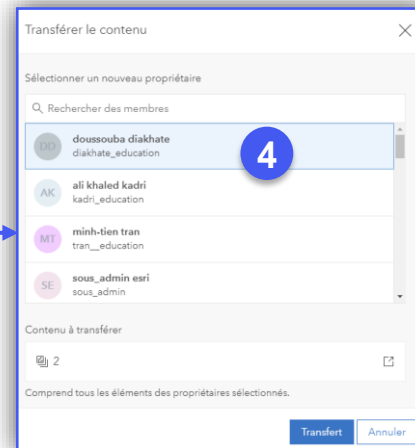 Transférer le contenu
Sélectionner un nouveau propriétaire
Rechercher des membres
DD
doussouba diakhate
diakhate_education
4
AK
ali khaled kadri
kadri_education
MT
minh-tien tran
tran__education
SE
sous_admin esri
sous_admin
Contenu à transférer
2
Comprend tous les éléments des propriétaires sélectionnés.
Transfert Annuler